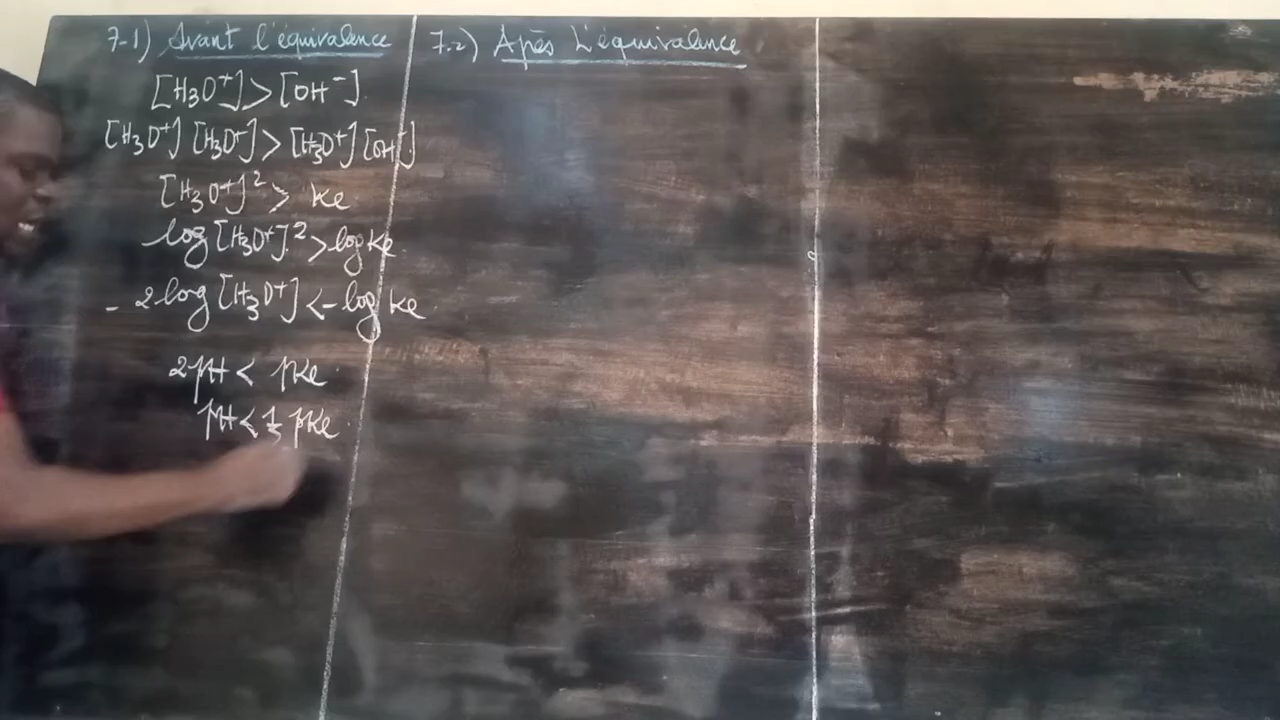 7-1) Avant l'équivalence
[H3O+] > [OH-].
[H3O+] [H3O+] > [H3O+] [OH-]
[H3O+]² > Ke
log [H3O+]² > log Ke.
- 2 log [H3O+] < - log Ke.
2pH < pKe.
pH < 1/2 pKe.
7.2) Après L'équivalence